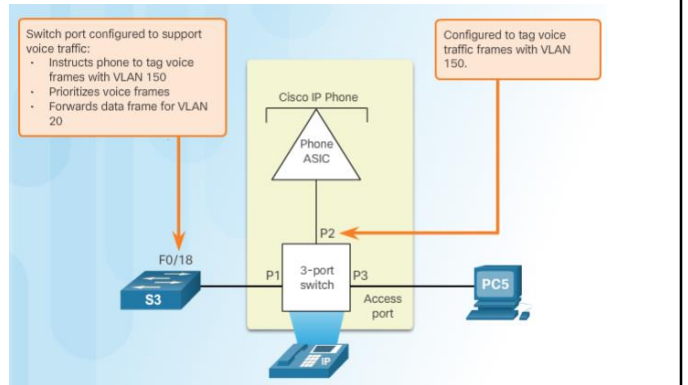 Switch port configured to support
voice traffic:
• Instructs phone to tag voice
frames with VLAN 150
• Prioritizes voice frames
• Forwards data frame for VLAN
20
Configured to tag voice
traffic frames with VLAN
150.
Cisco IP Phone
Phone
ASIC
P2
F0/18
P1
3-port
switch
P3
S3
Access
port
PC5
IP